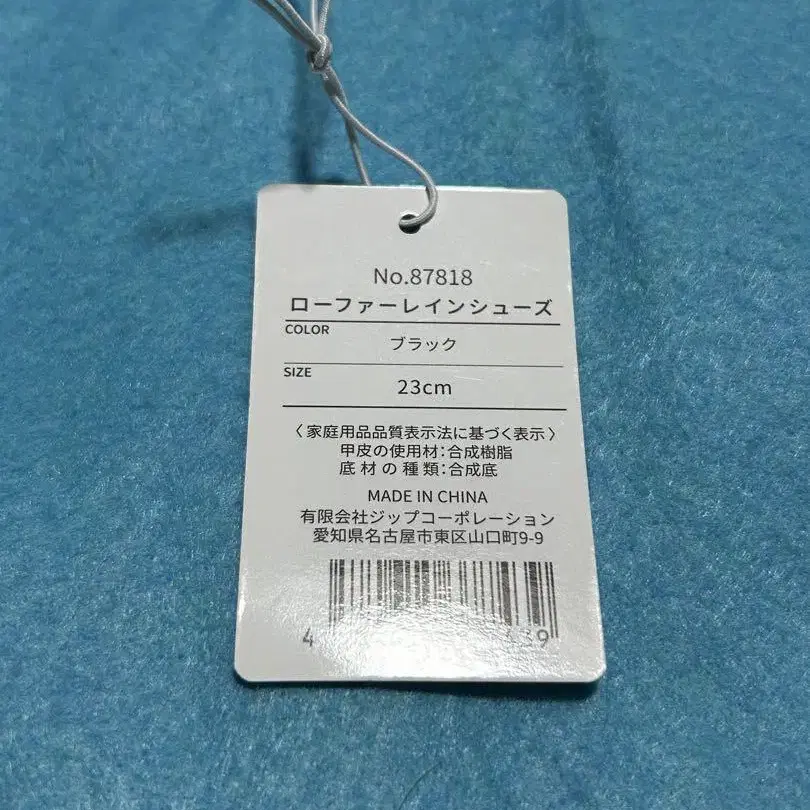 No.87818
ローファーレインシューズ
COLOR
ブラック
SIZE
23cm
〈家庭用品品質表示法に基づく表示〉
甲皮の使用材:合成樹脂
底材の種類:合成底
MADE IN CHINA
有限会社ジップコーポレーション
愛知県名古屋市東区山口町9-9
4